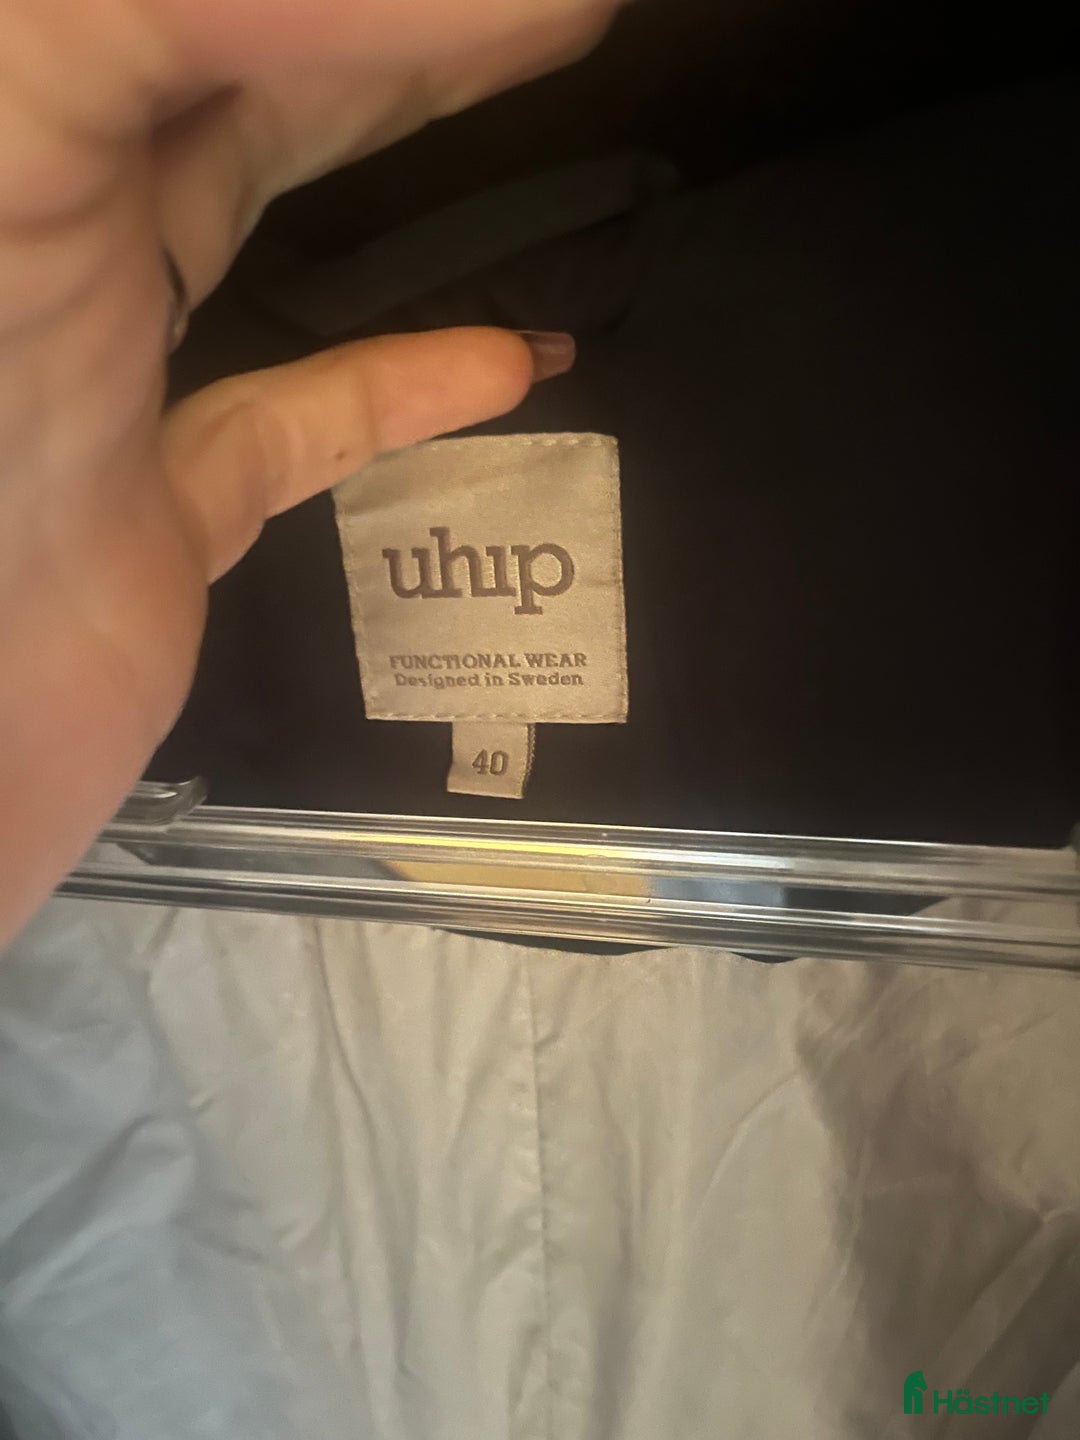 uhip
FUNCTIONAL WEAR
Designed in Sweden
40
Hästnet